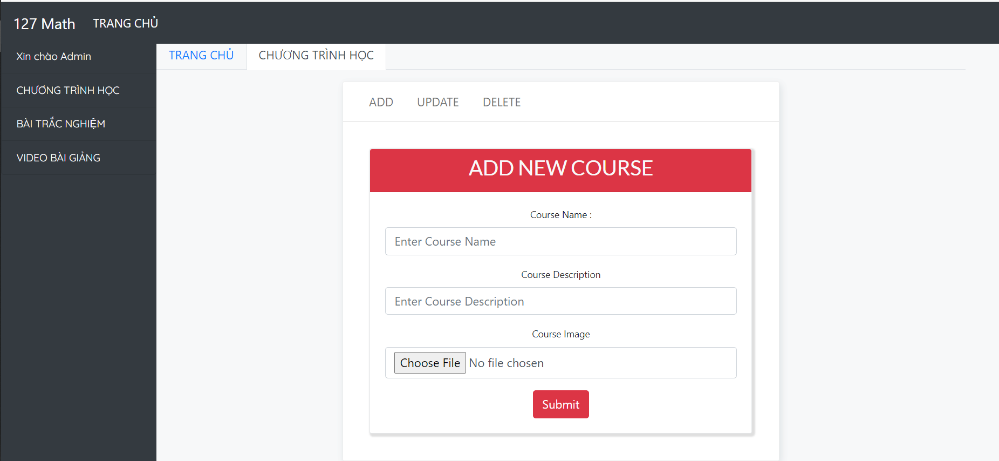 127 Math TRANG CHỦ
Xin chào Admin
CHƯƠNG TRÌNH HỌC
BÀI TRẮC NGHIỆM
VIDEO BÀI GIẢNG
TRANG CHỦ CHƯƠNG TRÌNH HỌC
ADD UPDATE DELETE
ADD NEW COURSE
Course Name :
Enter Course Name
Course Description
Enter Course Description
Course Image
Choose File No file chosen
Submit